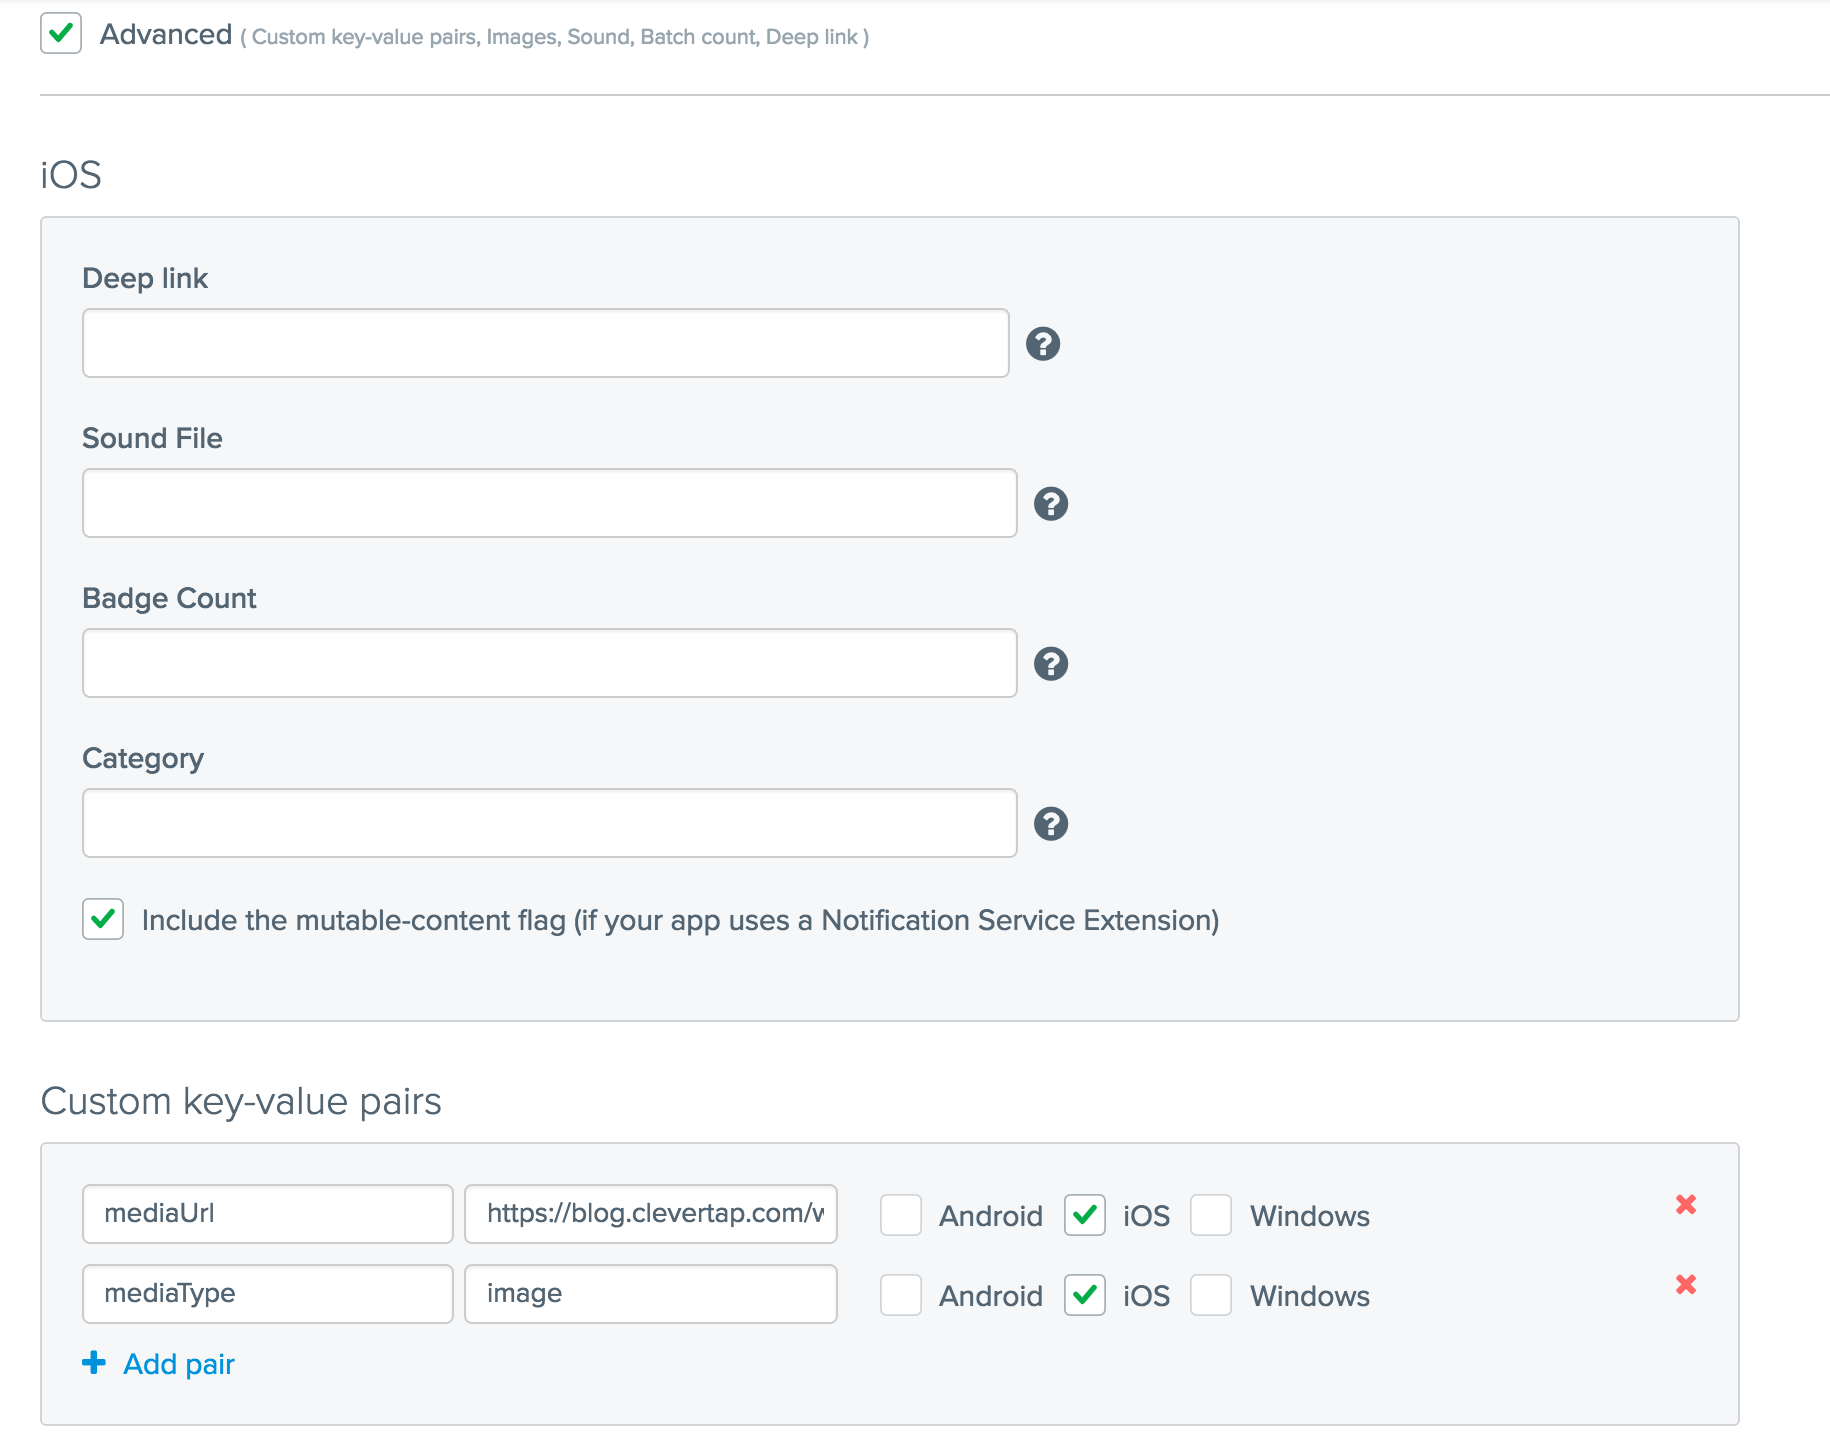 Advanced ( Custom key-value pairs, Images, Sound, Batch count, Deep link )
iOS
Deep link
?
Sound File
?
Badge Count
?
Category
?
Include the mutable-content flag (if your app uses a Notification Service Extension)
Custom key-value pairs
mediaUrl https://blog.clevertap.com/ Android iOS Windows
mediaType image Android iOS Windows
Add pair